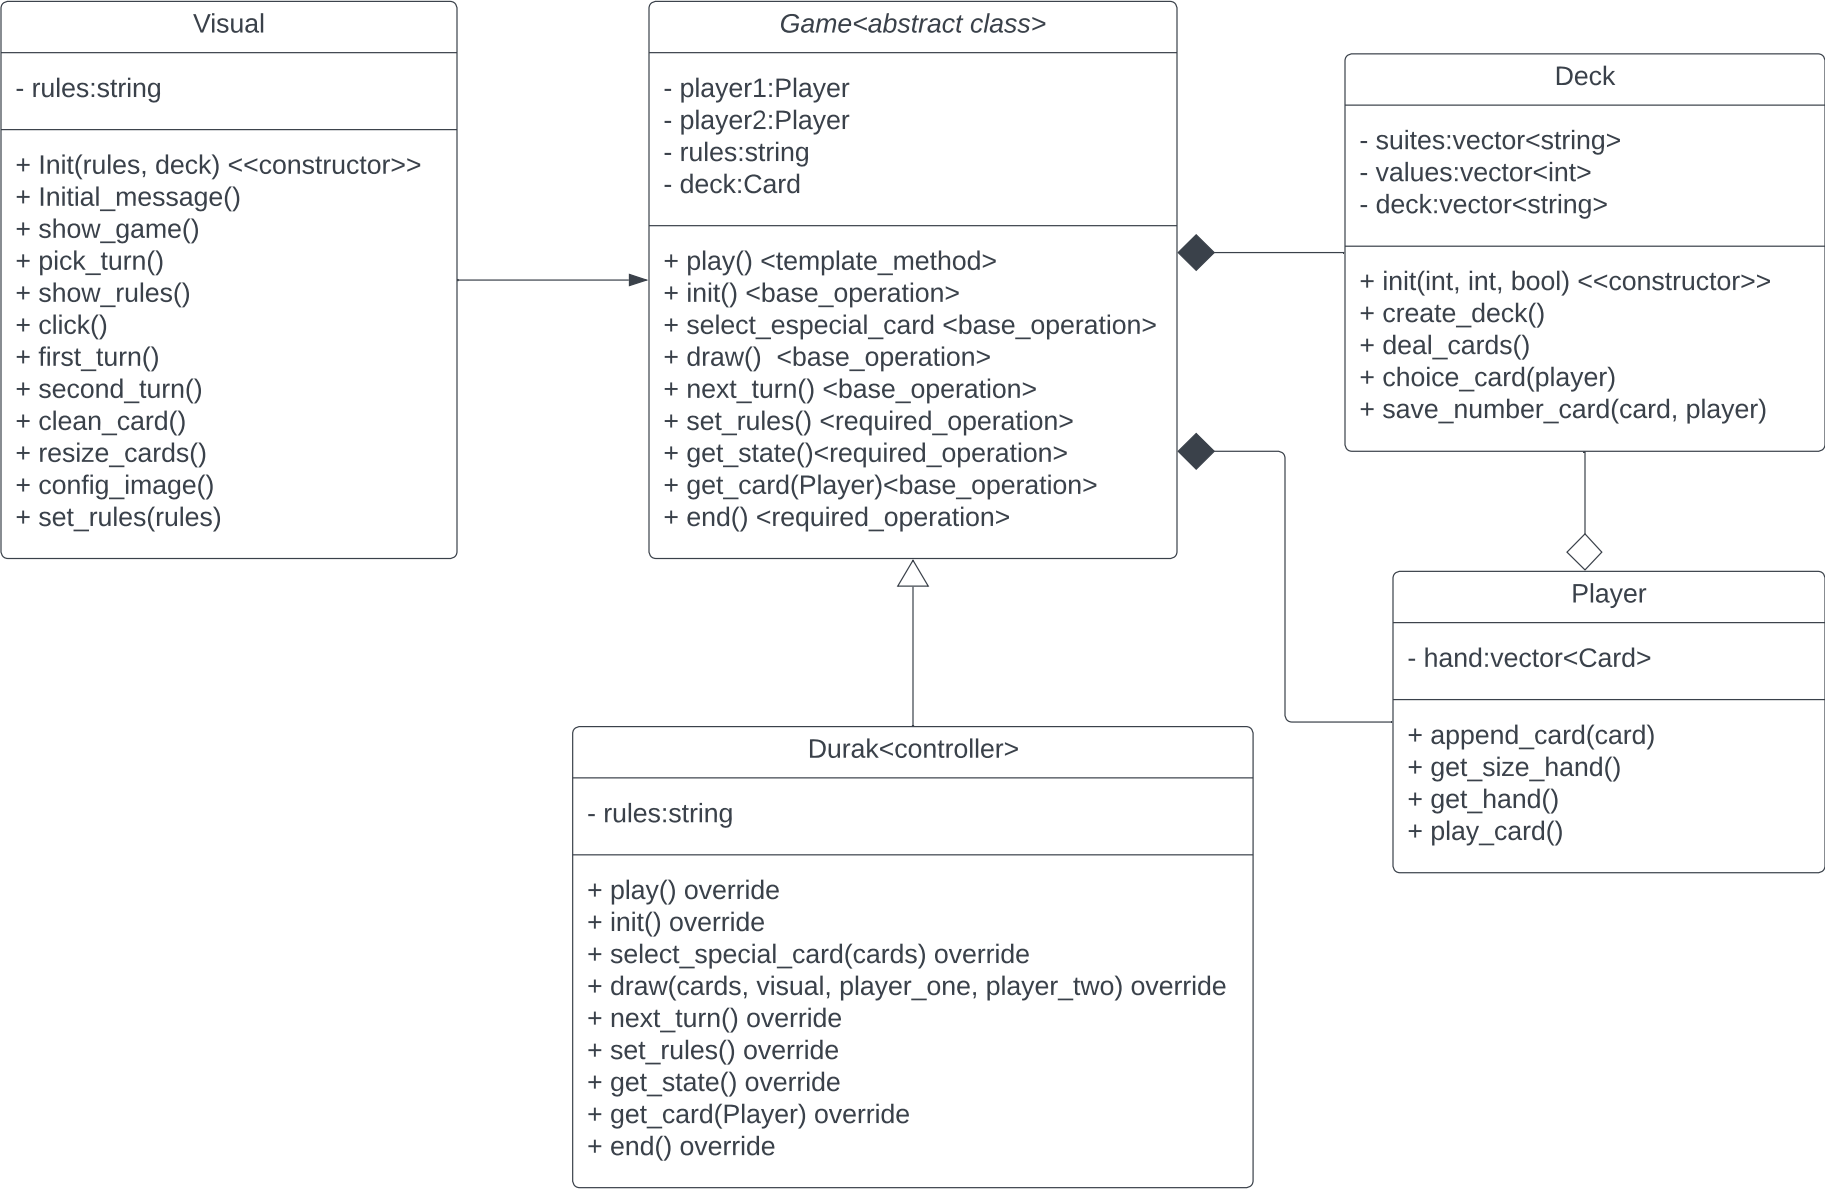 Visual
- rules:string
+ Init(rules, deck) <<constructor>>
+ Initial_message()
+ show_game()
+ pick_turn()
+ show_rules()
+ click()
+ first_turn()
+ second_turn()
+ clean_card()
+ resize_cards()
+ config_image()
+ set_rules(rules)
Game<abstract class>
- player1:Player
- player2:Player
- rules:string
- deck:Card
+ play() <template_method>
+ init() <base_operation>
+ select_especial_card <base_operation>
+ draw()  <base_operation>
+ next_turn() <base_operation>
+ set_rules() <required_operation>
+ get_state()<required_operation>
+ get_card(Player)<base_operation>
+ end() <required_operation>
Deck
- suites:vector<string>
- values:vector<int>
- deck:vector<string>
+ init(int, int, bool) <<constructor>>
+ create_deck()
+ deal_cards()
+ choice_card(player)
+ save_number_card(card, player)
Player
- hand:vector<Card>
+ append_card(card)
+ get_size_hand()
+ get_hand()
+ play_card()
Durak<controller>
- rules:string
+ play() override
+ init() override
+ select_special_card(cards) override
+ draw(cards, visual, player_one, player_two) override
+ next_turn() override
+ set_rules() override
+ get_state() override
+ get_card(Player) override
+ end() override